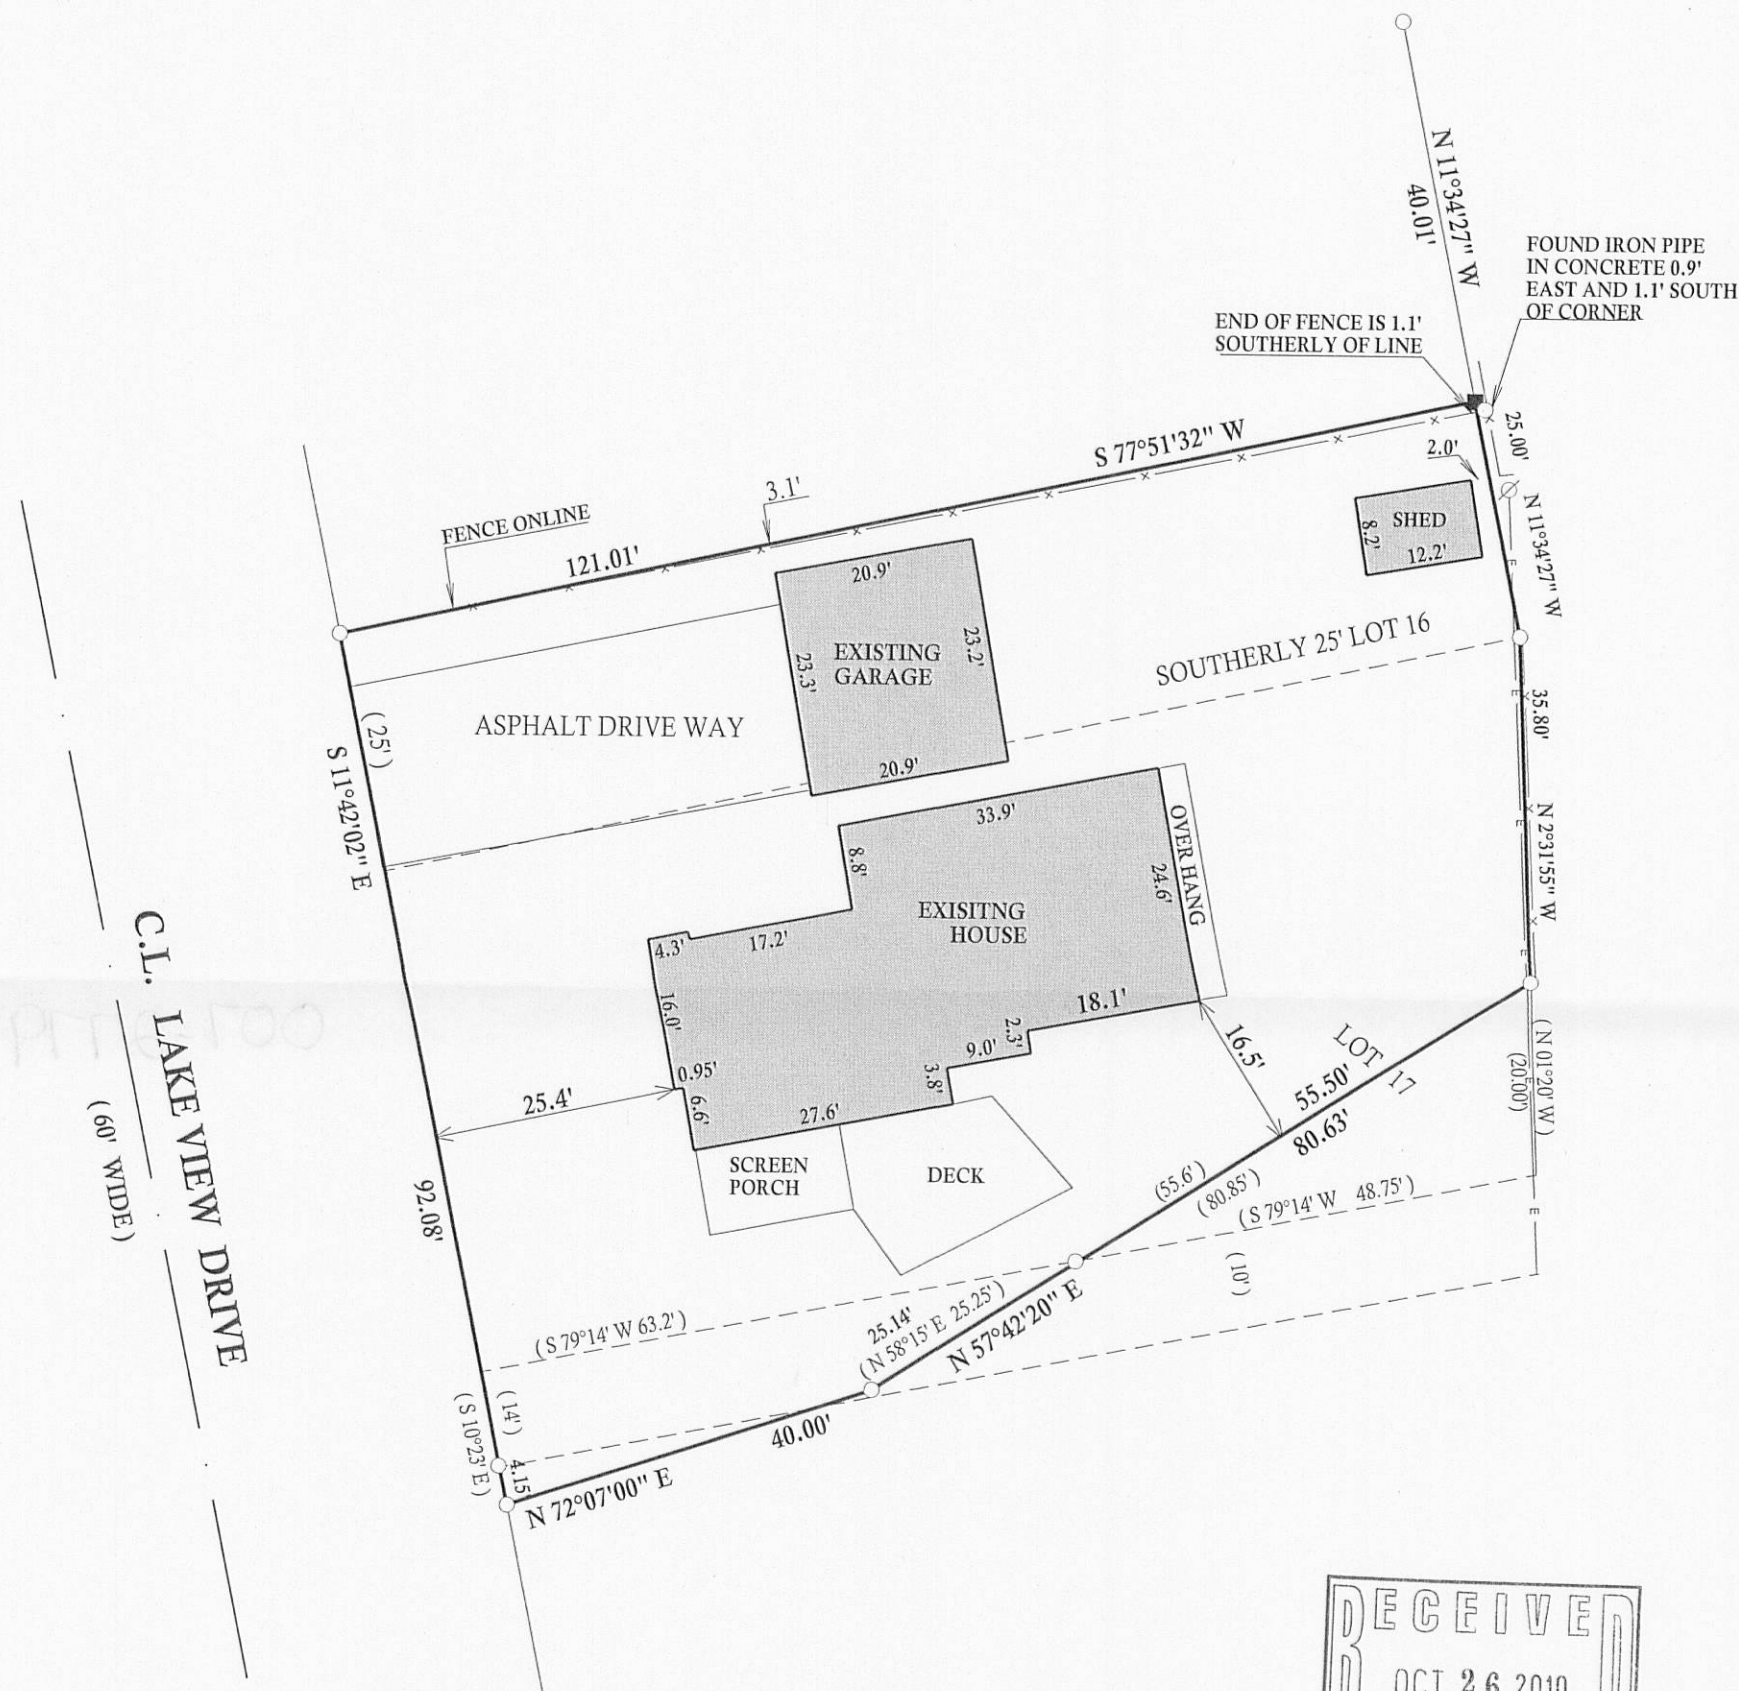 N 11°34'27" W
40.01'
FOUND IRON PIPE
IN CONCRETE 0.9'
EAST AND 1.1' SOUTH
OF CORNER
END OF FENCE IS 1.1'
SOUTHERLY OF LINE
S 77°51'32" W
25.00'
2.0'
3.1'
FENCE ONLINE
121.01'
SHED
8.2'
12.2'
N 11°34'27" W
20.9'
EXISTING
GARAGE
23.3'
23.2'
20.9'
SOUTHERLY 25' LOT 16
ASPHALT DRIVE WAY
(25')
S 11°42'02" E
35.80'
N 2°31'55" W
33.9'
8.8'
OVER HANG
24.6'
EXISITNG
HOUSE
4.3'
17.2'
16.0'
18.1'
2.3'
9.0'
3.8'
0.95'
6.6'
27.6'
25.4'
16.5'
LOT 17
55.50'
80.63'
(N 01°20' W)
(20.00')
C.L. LAKE VIEW DRIVE
(60' WIDE)
SCREEN
PORCH
DECK
(55.6')
(80.85')
(S 79°14' W 48.75')
(10')
92.08'
(S 79°14' W 63.2')
25.14'
(N 58°15' E 25.25')
N 57°42'20" E
(14')
(S 10°23' E)
4.15'
40.00'
N 72°07'00" E
E
E
E
E
E
E
E
RECEIVED
OCT 26 2010